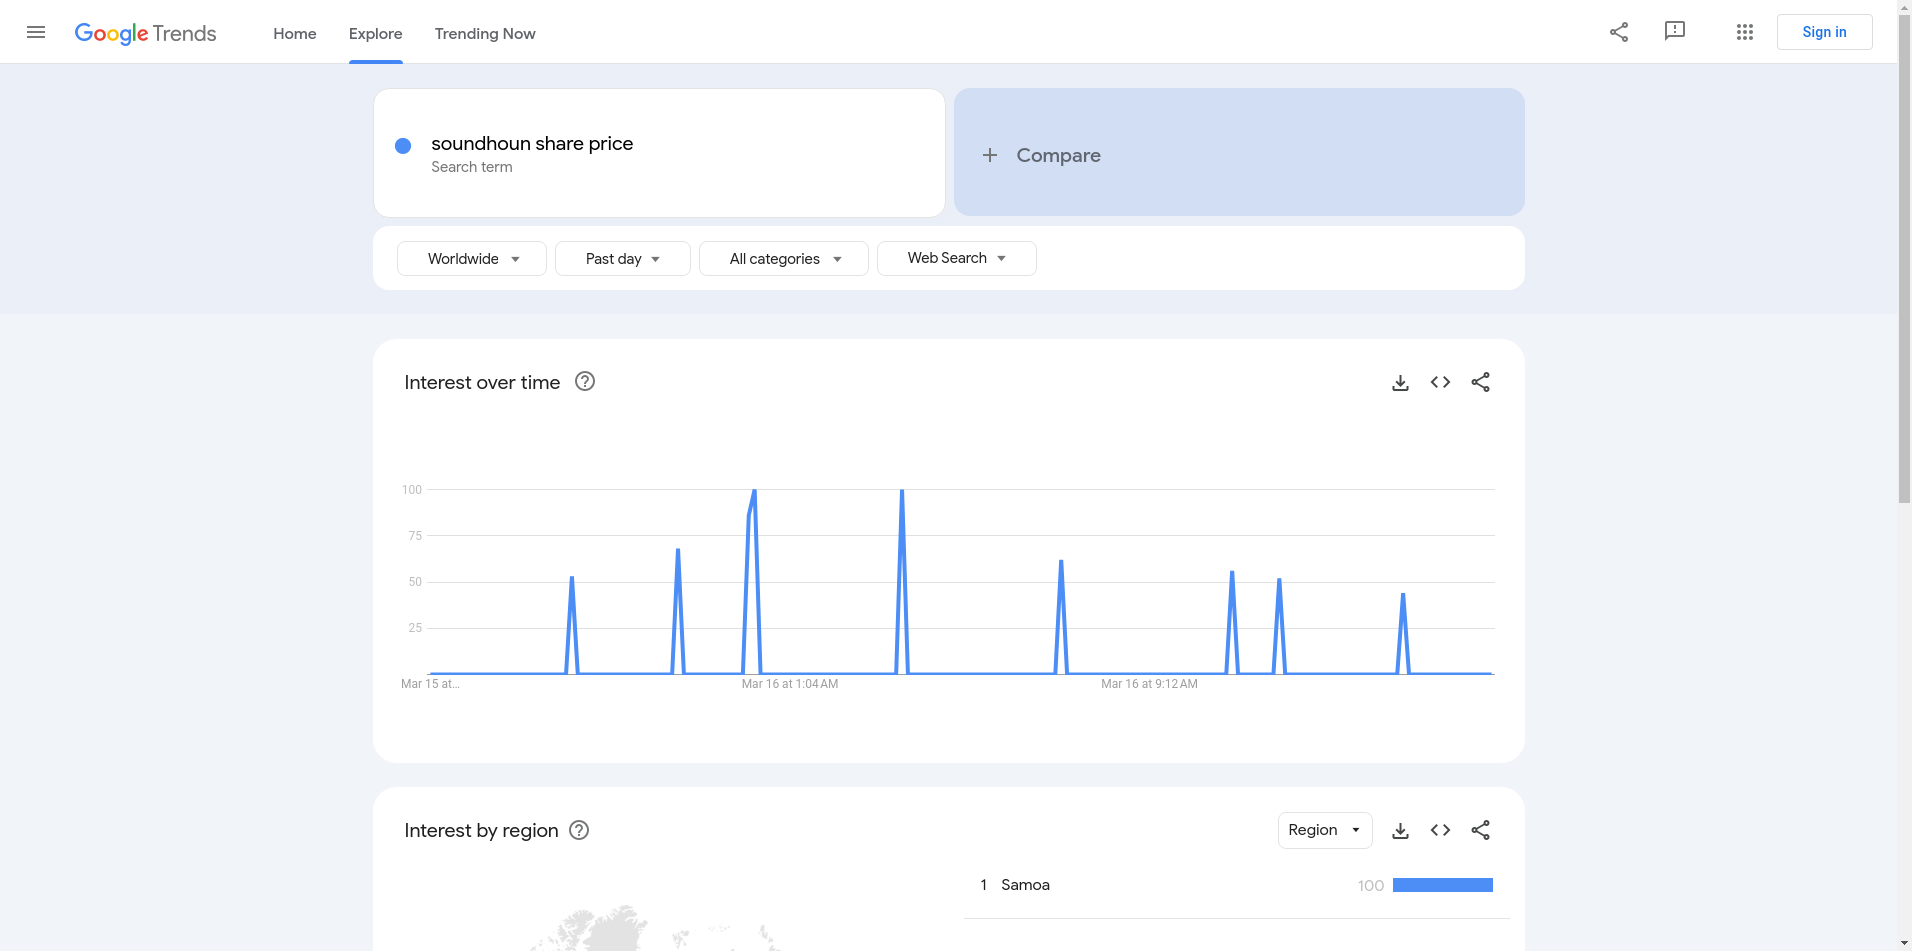 Google Trends
Home
Explore
Trending Now
Sign in
soundhoun share price
Search term
Compare
Worldwide
Past day
All categories
Web Search
Interest over time
100
75
50
25
Mar 15 at...
Mar 16 at 1:04 AM
Mar 16 at 9:12 AM
Interest by region
Region
1 Samoa 100